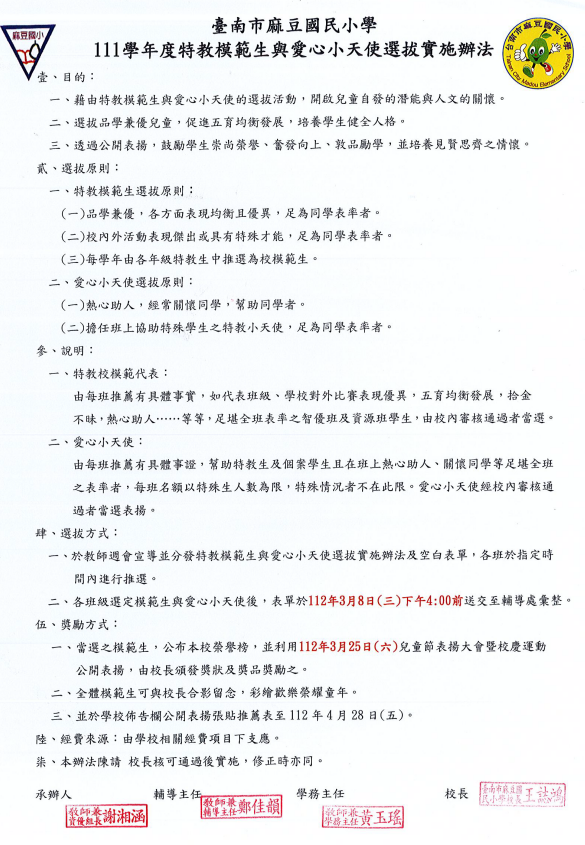 麻豆國小
臺南市麻豆國民小學
111學年度特教模範生與愛心小天使選拔實施辦法
台南市麻豆國民小學
Tainan City Madou Elementary School
壹、目的：
一、藉由特教模範生與愛心小天使的選拔活動，開啟兒童自發的潛能與人文的關懷。
二、選拔品學兼優兒童，促進五育均衡發展，培養學生健全人格。
三、透過公開表揚，鼓勵學生崇尚榮譽、奮發向上、敦品勵學，並培養見賢思齊之情懷。
貳、選拔原則：
一、特教模範生選拔原則：
(一)品學兼優，各方面表現均衡且優異，足為同學表率者。
(二)校內外活動表現傑出或具有特殊才能，足為同學表率者。
(三)每學年由各年級特教生中推選為校模範生。
二、愛心小天使選拔原則：
(一)熱心助人，經常關懷同學，幫助同學者。
(二)擔任班上協助特殊學生之特教小天使，足為同學表率者。
參、說明：
一、特教校模範代表：
由每班推薦有具體事實，如代表班級、學校對外比賽表現優異，五育均衡發展，拾金
不昧，熱心助人……等等，足堪全班表率之智優班及資源班學生，由校內審核通過者當選。
二、愛心小天使：
由每班推薦有具體事證，幫助特教生及個案學生且在班上熱心助人、關懷同學等足堪全班
之表率者，每班名額以特殊生人數為限，特殊情況者不在此限。愛心小天使經校內審核通
過者當選表揚。
肆、選拔方式：
一、於教師週會宣導並分發特教模範生與愛心小天使選拔實施辦法及空白表單，各班於指定時
間內進行推選。
二、各班級選定模範生與愛心小天使後，表單於112年3月8日(三)下午4:00前送交至輔導處彙整。
伍、獎勵方式：
一、當選之模範生，公布本校榮譽榜，並利用112年3月25日(六)兒童節表揚大會暨校慶運動
公開表揚，由校長頒發獎狀及獎品獎勵之。
二、全體模範生可與校長合影留念，彩繪歡樂榮耀童年。
三、並於學校佈告欄公開表揚張貼推薦表至 112 年 4 月 28 日(五)。
陸、經費來源：由學校相關經費項目下支應。
柒、本辦法陳請 校長核可通過後實施，修正時亦同。
承辦人 輔導主任 學務主任 校長
教師兼資優組長謝湘涵
教師兼輔導主任鄭佳韻
教師兼學務主任黃玉瑤
臺南市麻豆區國民小學校長王誌鴻